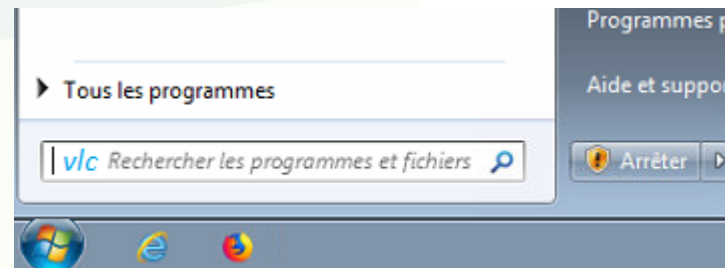 Programmes p
Tous les programmes
Aide et suppor
vlc Rechercher les programmes et fichiers
Arrêter